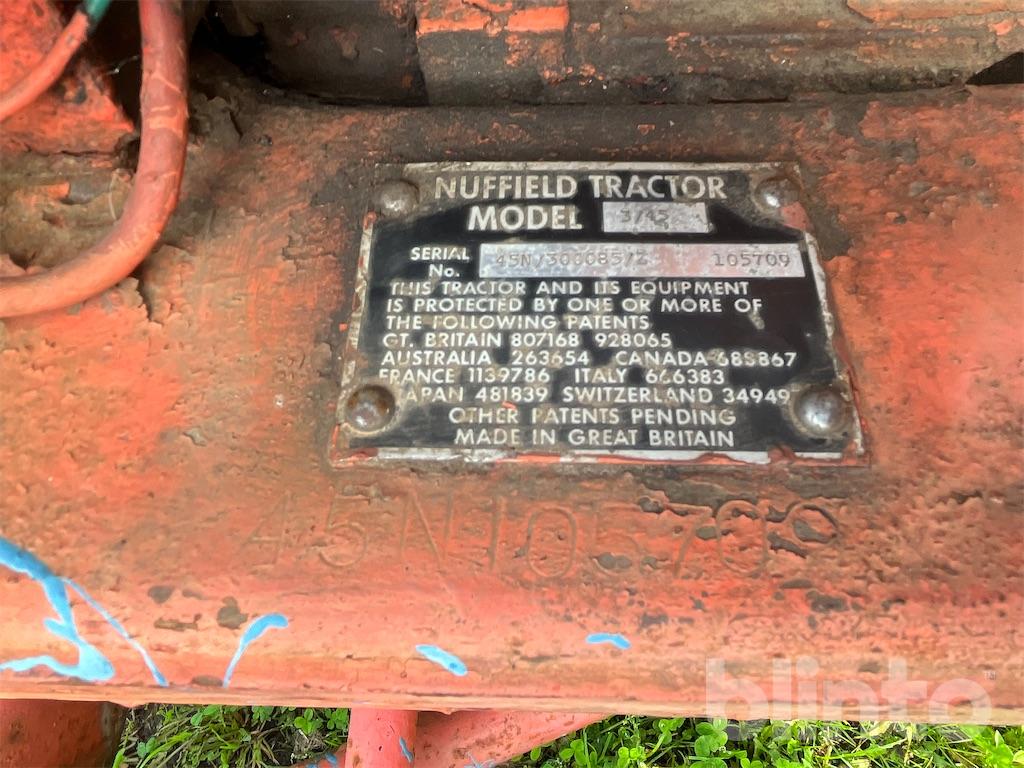 NUFFIELD TRACTOR
MODEL 3/45
SERIAL No. 45N/300085/2 105709
THIS TRACTOR AND ITS EQUIPMENT
IS PROTECTED BY ONE OR MORE OF
THE FOLLOWING PATENTS
GT. BRITAIN 807168 928065
AUSTRALIA 263654 CANADA 688867
FRANCE 1139786 ITALY 646383
JAPAN 481839 SWITZERLAND 34949
OTHER PATENTS PENDING
MADE IN GREAT BRITAIN
45N105709
blinto